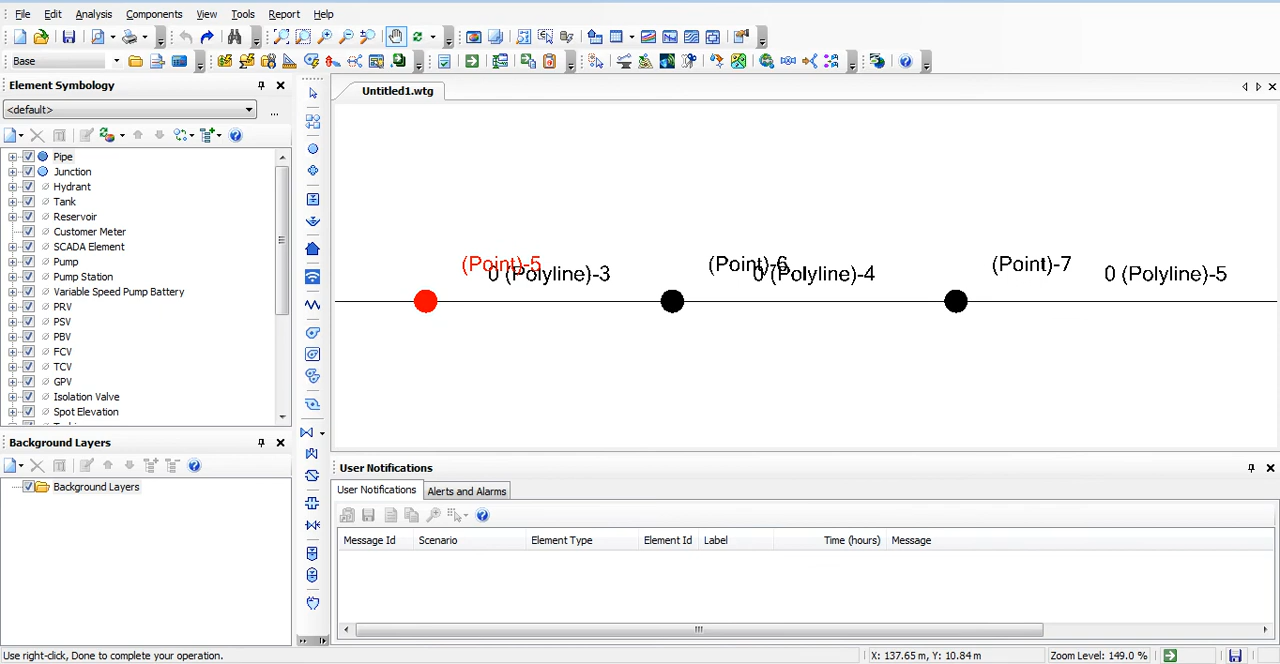 File Edit Analysis Components View Tools Report Help
Base
Element Symbology
Untitled1.wtg
<default>
...
Pipe
Junction
Hydrant
Tank
Reservoir
Customer Meter
SCADA Element
Pump
Pump Station
Variable Speed Pump Battery
PRV
PSV
PBV
FCV
TCV
GPV
Isolation Valve
Spot Elevation
(Point)-5 (Point)-6 (Point)-7
0 (Polyline)-3 0 (Polyline)-4 0 (Polyline)-5
Background Layers
Background Layers
User Notifications
User Notifications Alerts and Alarms
Message Id Scenario Element Type Element Id Label Time (hours) Message
Use right-click, Done to complete your operation.
X: 137.65 m, Y: 10.84 m
Zoom Level: 149.0 %